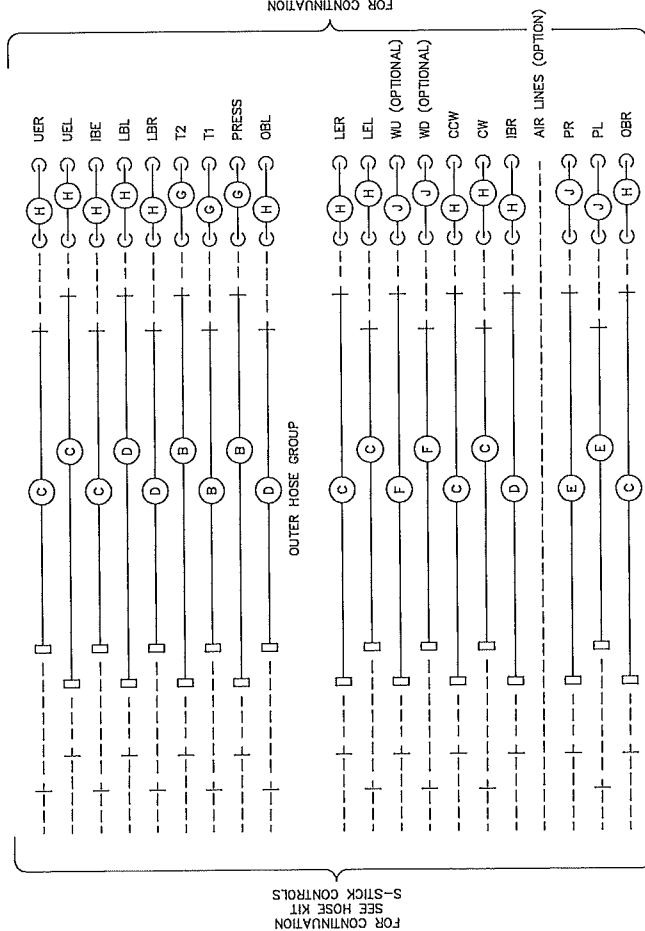 FOR CONTINUATION
C H UER
C H UEL
C H IBE
D H LBL
D H LBR
B G T2
B G T1
B G PRESS
D H OBL
OUTER HOSE GROUP
C H LER
C H LEL
F J WU (OPTIONAL)
F J WD (OPTIONAL)
C H CCW
C H CW
D H IBR
AIR LINES (OPTION)
E J PR
E J PL
C H OBR
FOR CONTINUATION
SEE HOSE KIT
S-STICK CONTROLS